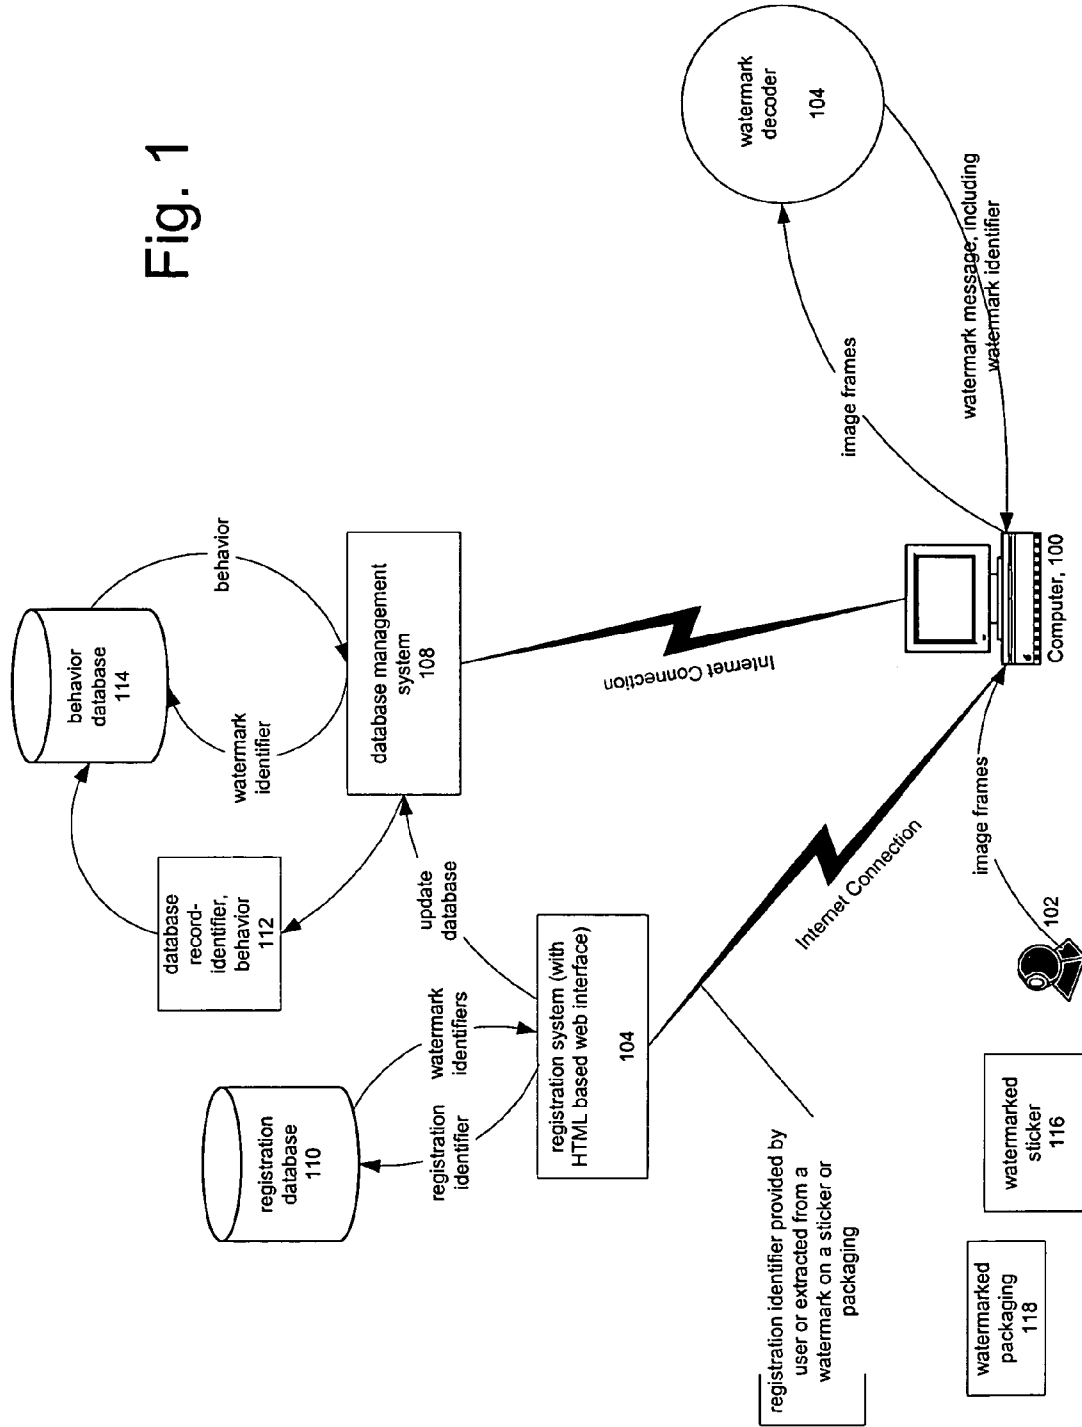 Fig. 1
registration
database
110
registration
identifier
watermark
identifiers
database
record-
identifier,
behavior
112
behavior
database
114
watermark
identifier
behavior
update
database
database management
system
108
registration system (with
HTML based web interface)
104
registration identifier provided by
user or extracted from a
watermark on a sticker or
packaging
Internet Connection
Internet Connection
watermark
decoder
104
image frames
watermark message, including
watermark identifier
watermarked
packaging
118
watermarked
sticker
116
102
image frames
Computer, 100